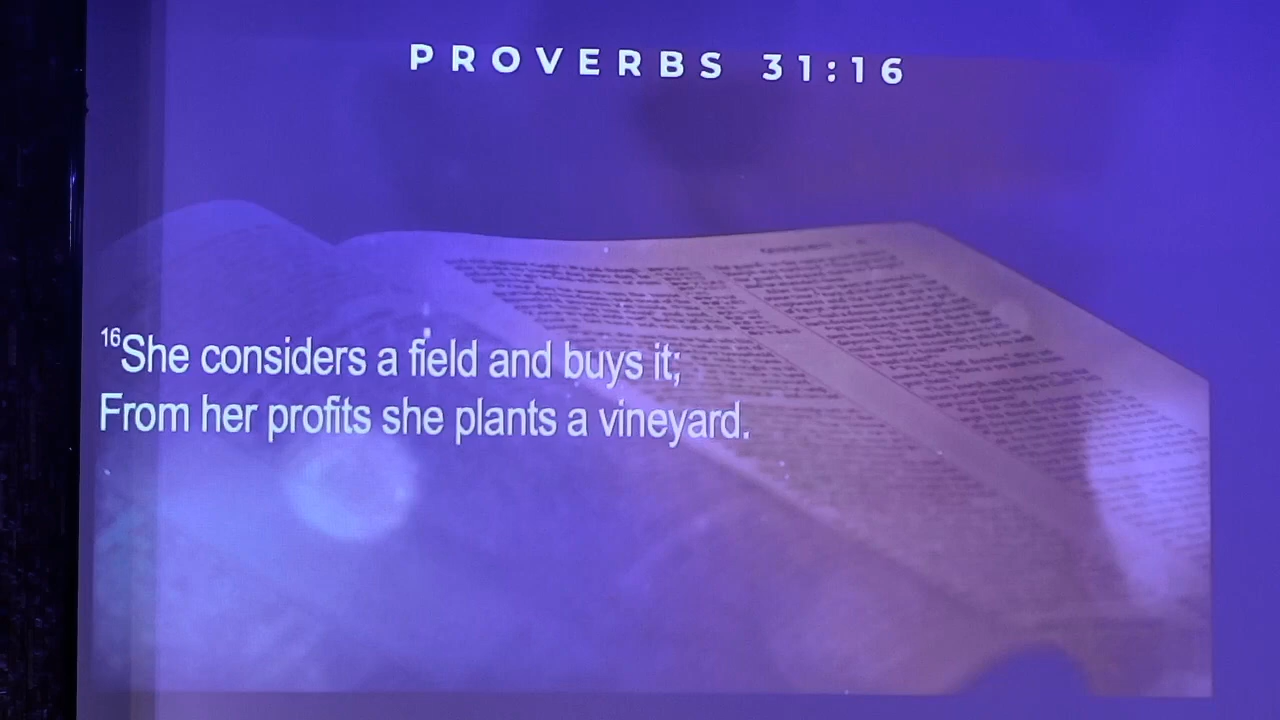 PROVERBS 31:16
16She considers a field and buys it;
From her profits she plants a vineyard.